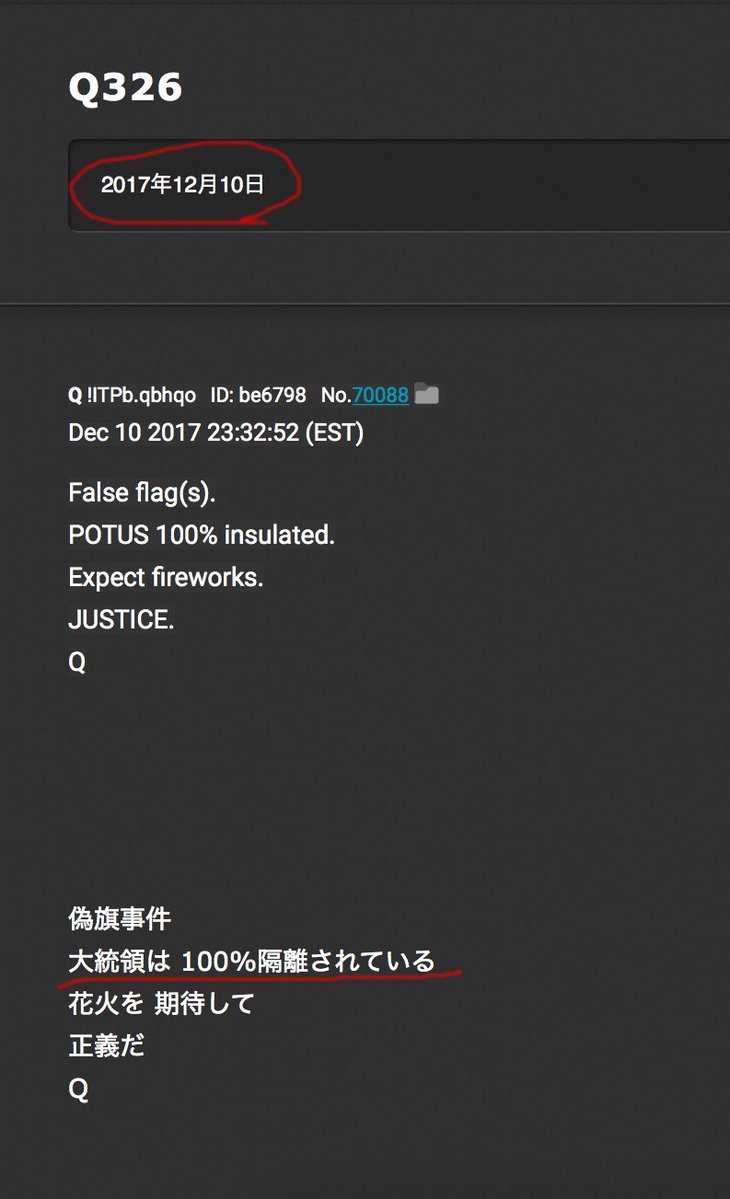 Q326
2017年12月10日
Q !ITPb.qbhqo ID: be6798 No.70088
Dec 10 2017 23:32:52 (EST)
False flag(s).
POTUS 100% insulated.
Expect fireworks.
JUSTICE.
Q
偽旗事件
大統領は 100%隔離されている
花火を 期待して
正義だ
Q